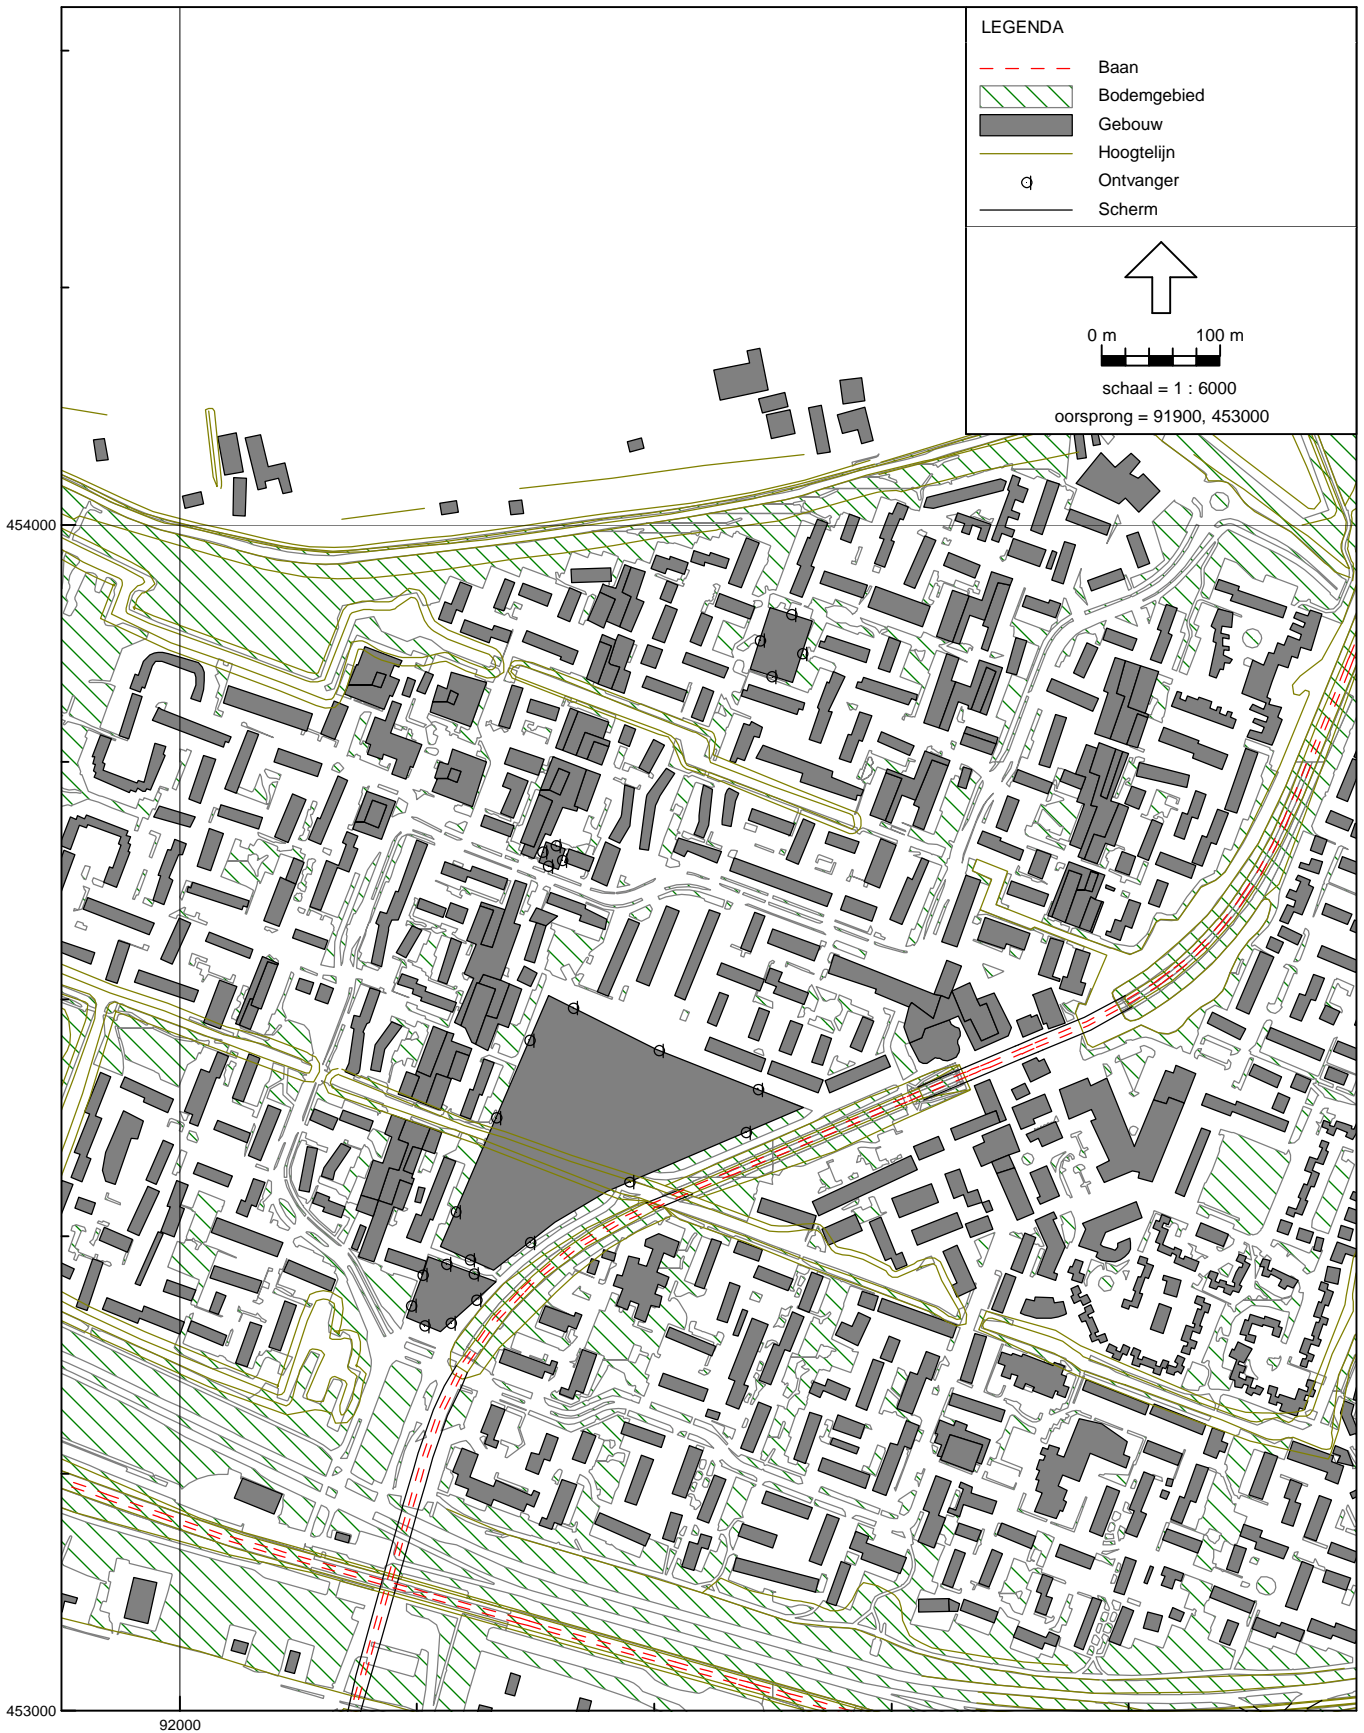 LEGENDA
Baan
Bodemgebied
Gebouw
Hoogtelijn
Ontvanger
Scherm
0 m 100 m
schaal = 1 : 6000
oorsprong = 91900, 453000
454000
453000
92000